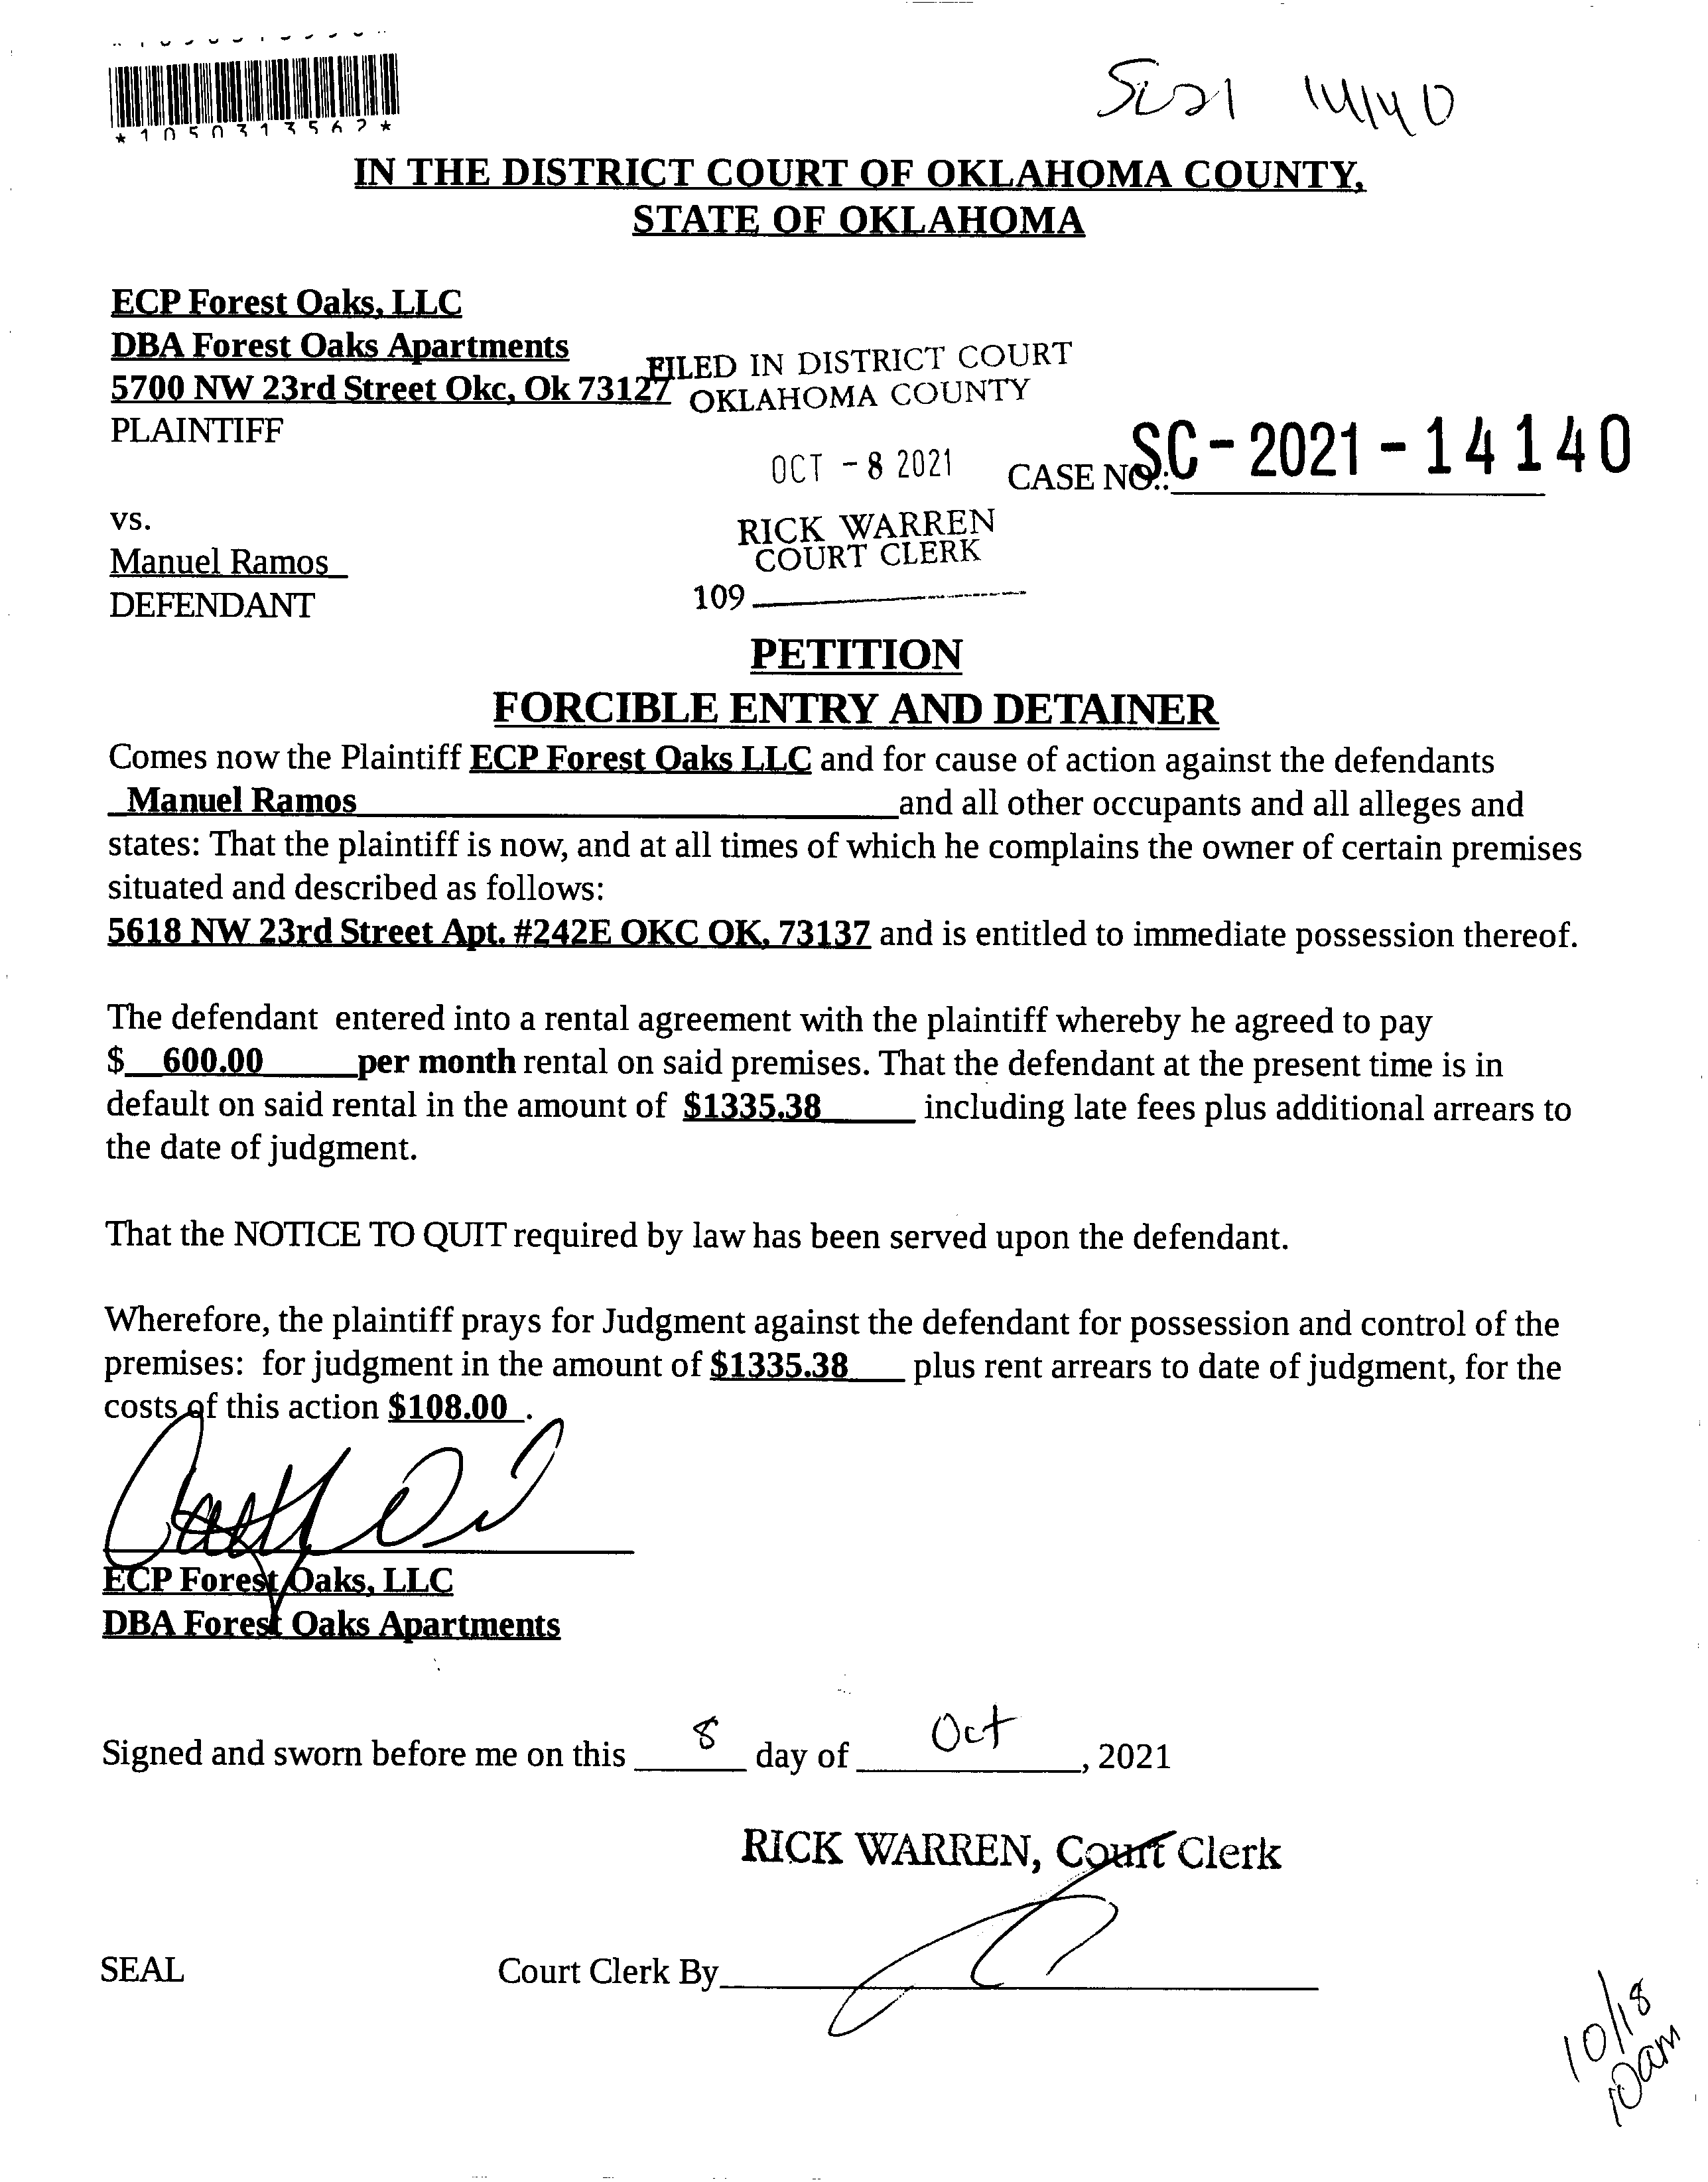 *1050313562*
SC21 14140
IN THE DISTRICT COURT OF OKLAHOMA COUNTY,
STATE OF OKLAHOMA
ECP Forest Oaks, LLC
DBA Forest Oaks Apartments
5700 NW 23rd Street Okc, Ok 73127
PLAINTIFF
FILED IN DISTRICT COURT
OKLAHOMA COUNTY
OCT - 8 2021
CASE NO.: SC-2021-14140
vs.
Manuel Ramos
DEFENDANT
RICK WARREN
COURT CLERK
109
PETITION
FORCIBLE ENTRY AND DETAINER
Comes now the Plaintiff ECP Forest Oaks LLC and for cause of action against the defendants
Manuel Ramos and all other occupants and all alleges and
states: That the plaintiff is now, and at all times of which he complains the owner of certain premises
situated and described as follows:
5618 NW 23rd Street Apt. #242E OKC OK, 73137 and is entitled to immediate possession thereof.
The defendant entered into a rental agreement with the plaintiff whereby he agreed to pay
$ 600.00 per month rental on said premises. That the defendant at the present time is in
default on said rental in the amount of $1335.38 including late fees plus additional arrears to
the date of judgment.
That the NOTICE TO QUIT required by law has been served upon the defendant.
Wherefore, the plaintiff prays for Judgment against the defendant for possession and control of the
premises: for judgment in the amount of $1335.38 plus rent arrears to date of judgment, for the
costs of this action $108.00 .
ECP Forest Oaks, LLC
DBA Forest Oaks Apartments
Signed and sworn before me on this 8 day of Oct, 2021
RICK WARREN, Court Clerk
SEAL
Court Clerk By
10/18
10am